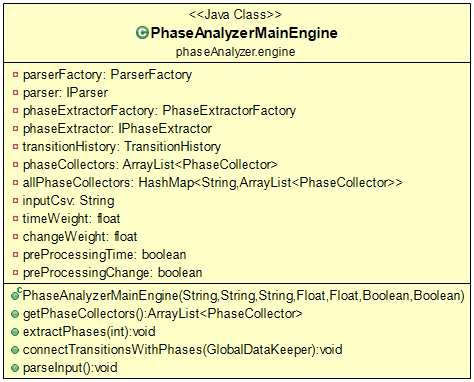 <<Java Class>>
PhaseAnalyzerMainEngine
phaseAnalyzer.engine
parserFactory: ParserFactory
parser: IParser
phaseExtractorFactory: PhaseExtractorFactory
phaseExtractor: IPhaseExtractor
transitionHistory: TransitionHistory
phaseCollectors: ArrayList<PhaseCollector>
allPhaseCollectors: HashMap<String,ArrayList<PhaseCollector>>
inputCsv: String
timeWeight: float
changeWeight: float
preProcessingTime: boolean
preProcessingChange: boolean
PhaseAnalyzerMainEngine(String,String,String,Float,Float,Boolean,Boolean)
getPhaseCollectors():ArrayList<PhaseCollector>
extractPhases(int):void
connectTransitionsWithPhases(GlobalDataKeeper):void
parseInput():void